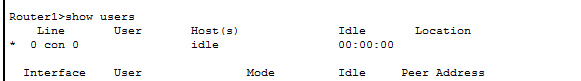 Router1>show users
Line User Host(s) Idle Location
* 0 con 0 idle 00:00:00
Interface User Mode Idle Peer Address